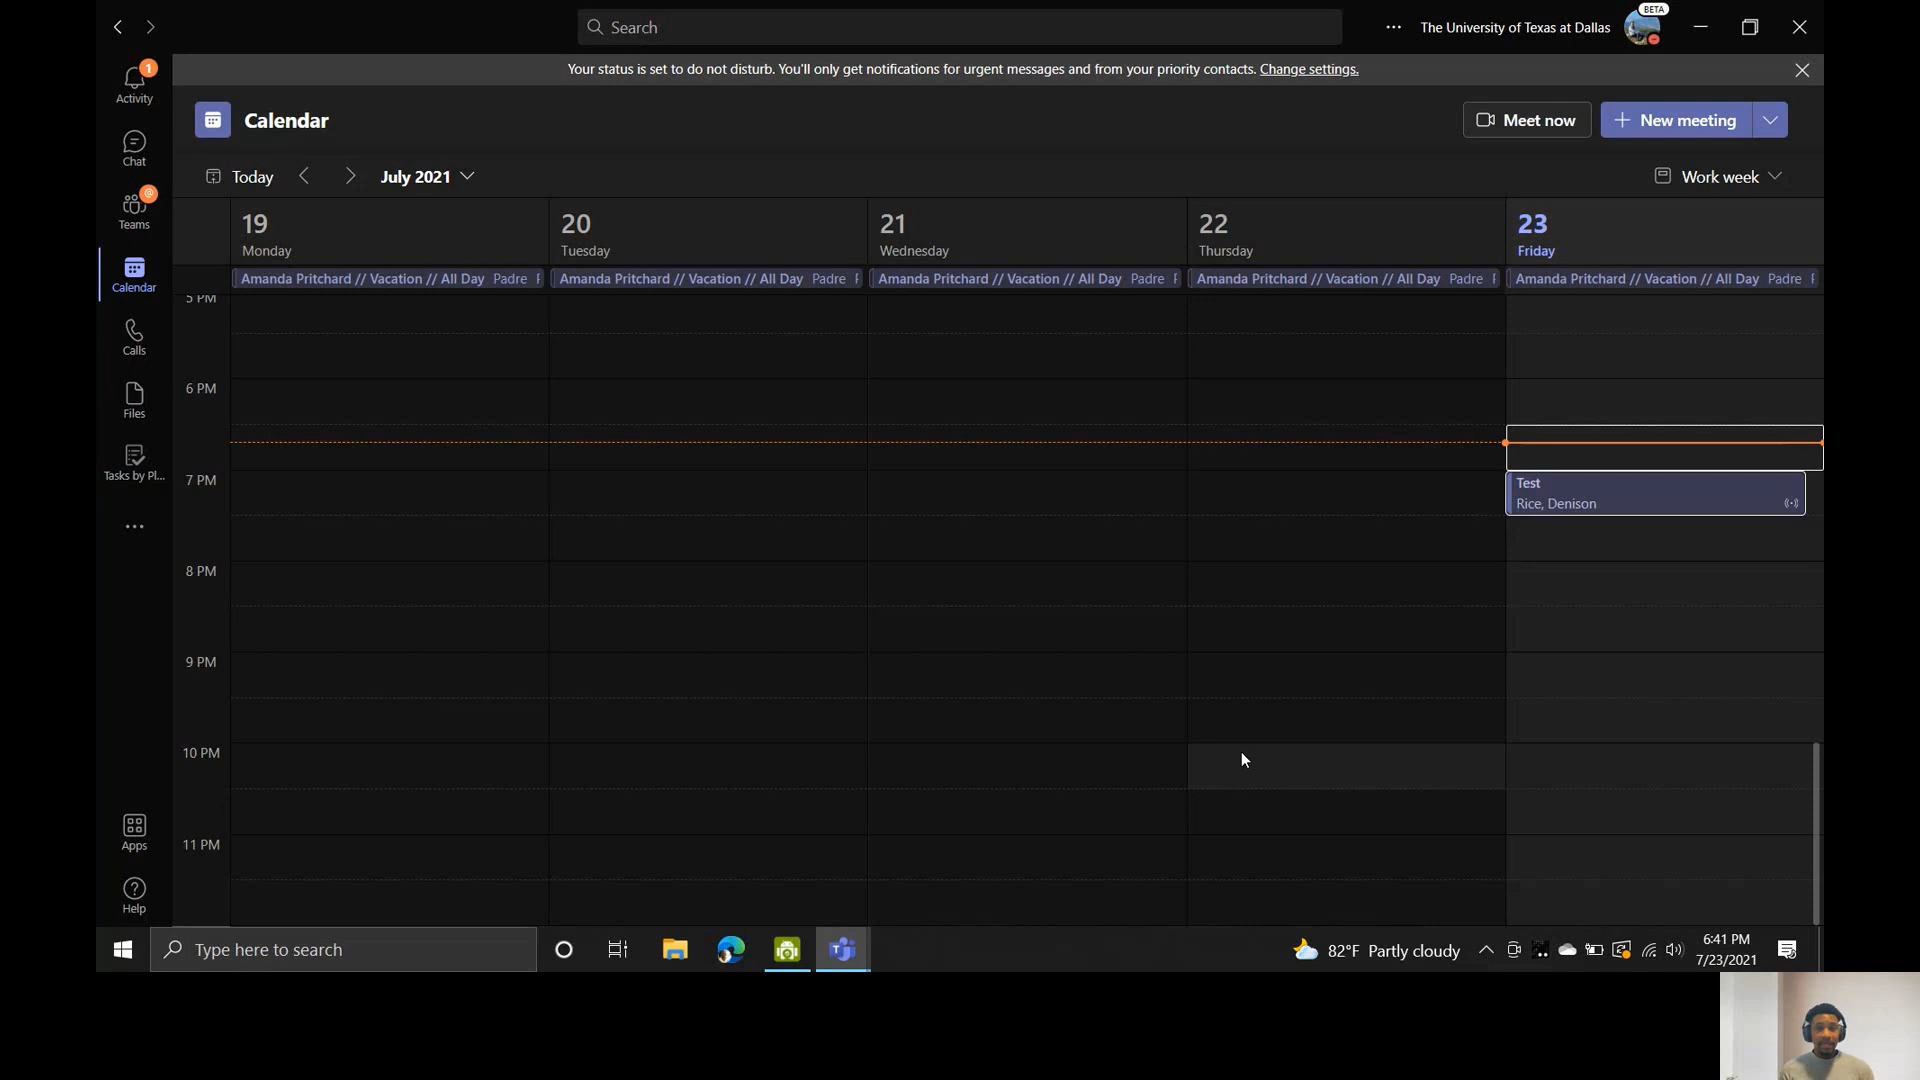 Search
...
The University of Texas at Dallas
BETA
Your status is set to do not disturb. You'll only get notifications for urgent messages and from your priority contacts. Change settings.
1
Activity
Chat
@
Teams
Calendar
Calls
Files
Tasks by Pl...
...
Apps
Help
Calendar
Meet now
New meeting
Today
July 2021
Work week
19
Monday
20
Tuesday
21
Wednesday
22
Thursday
23
Friday
Amanda Pritchard // Vacation // All Day Padre
Amanda Pritchard // Vacation // All Day Padre
Amanda Pritchard // Vacation // All Day Padre
Amanda Pritchard // Vacation // All Day Padre
Amanda Pritchard // Vacation // All Day Padre
5 PM
6 PM
7 PM
Test
Rice, Denison
8 PM
9 PM
10 PM
11 PM
Type here to search
82°F Partly cloudy
6:41 PM
7/23/2021